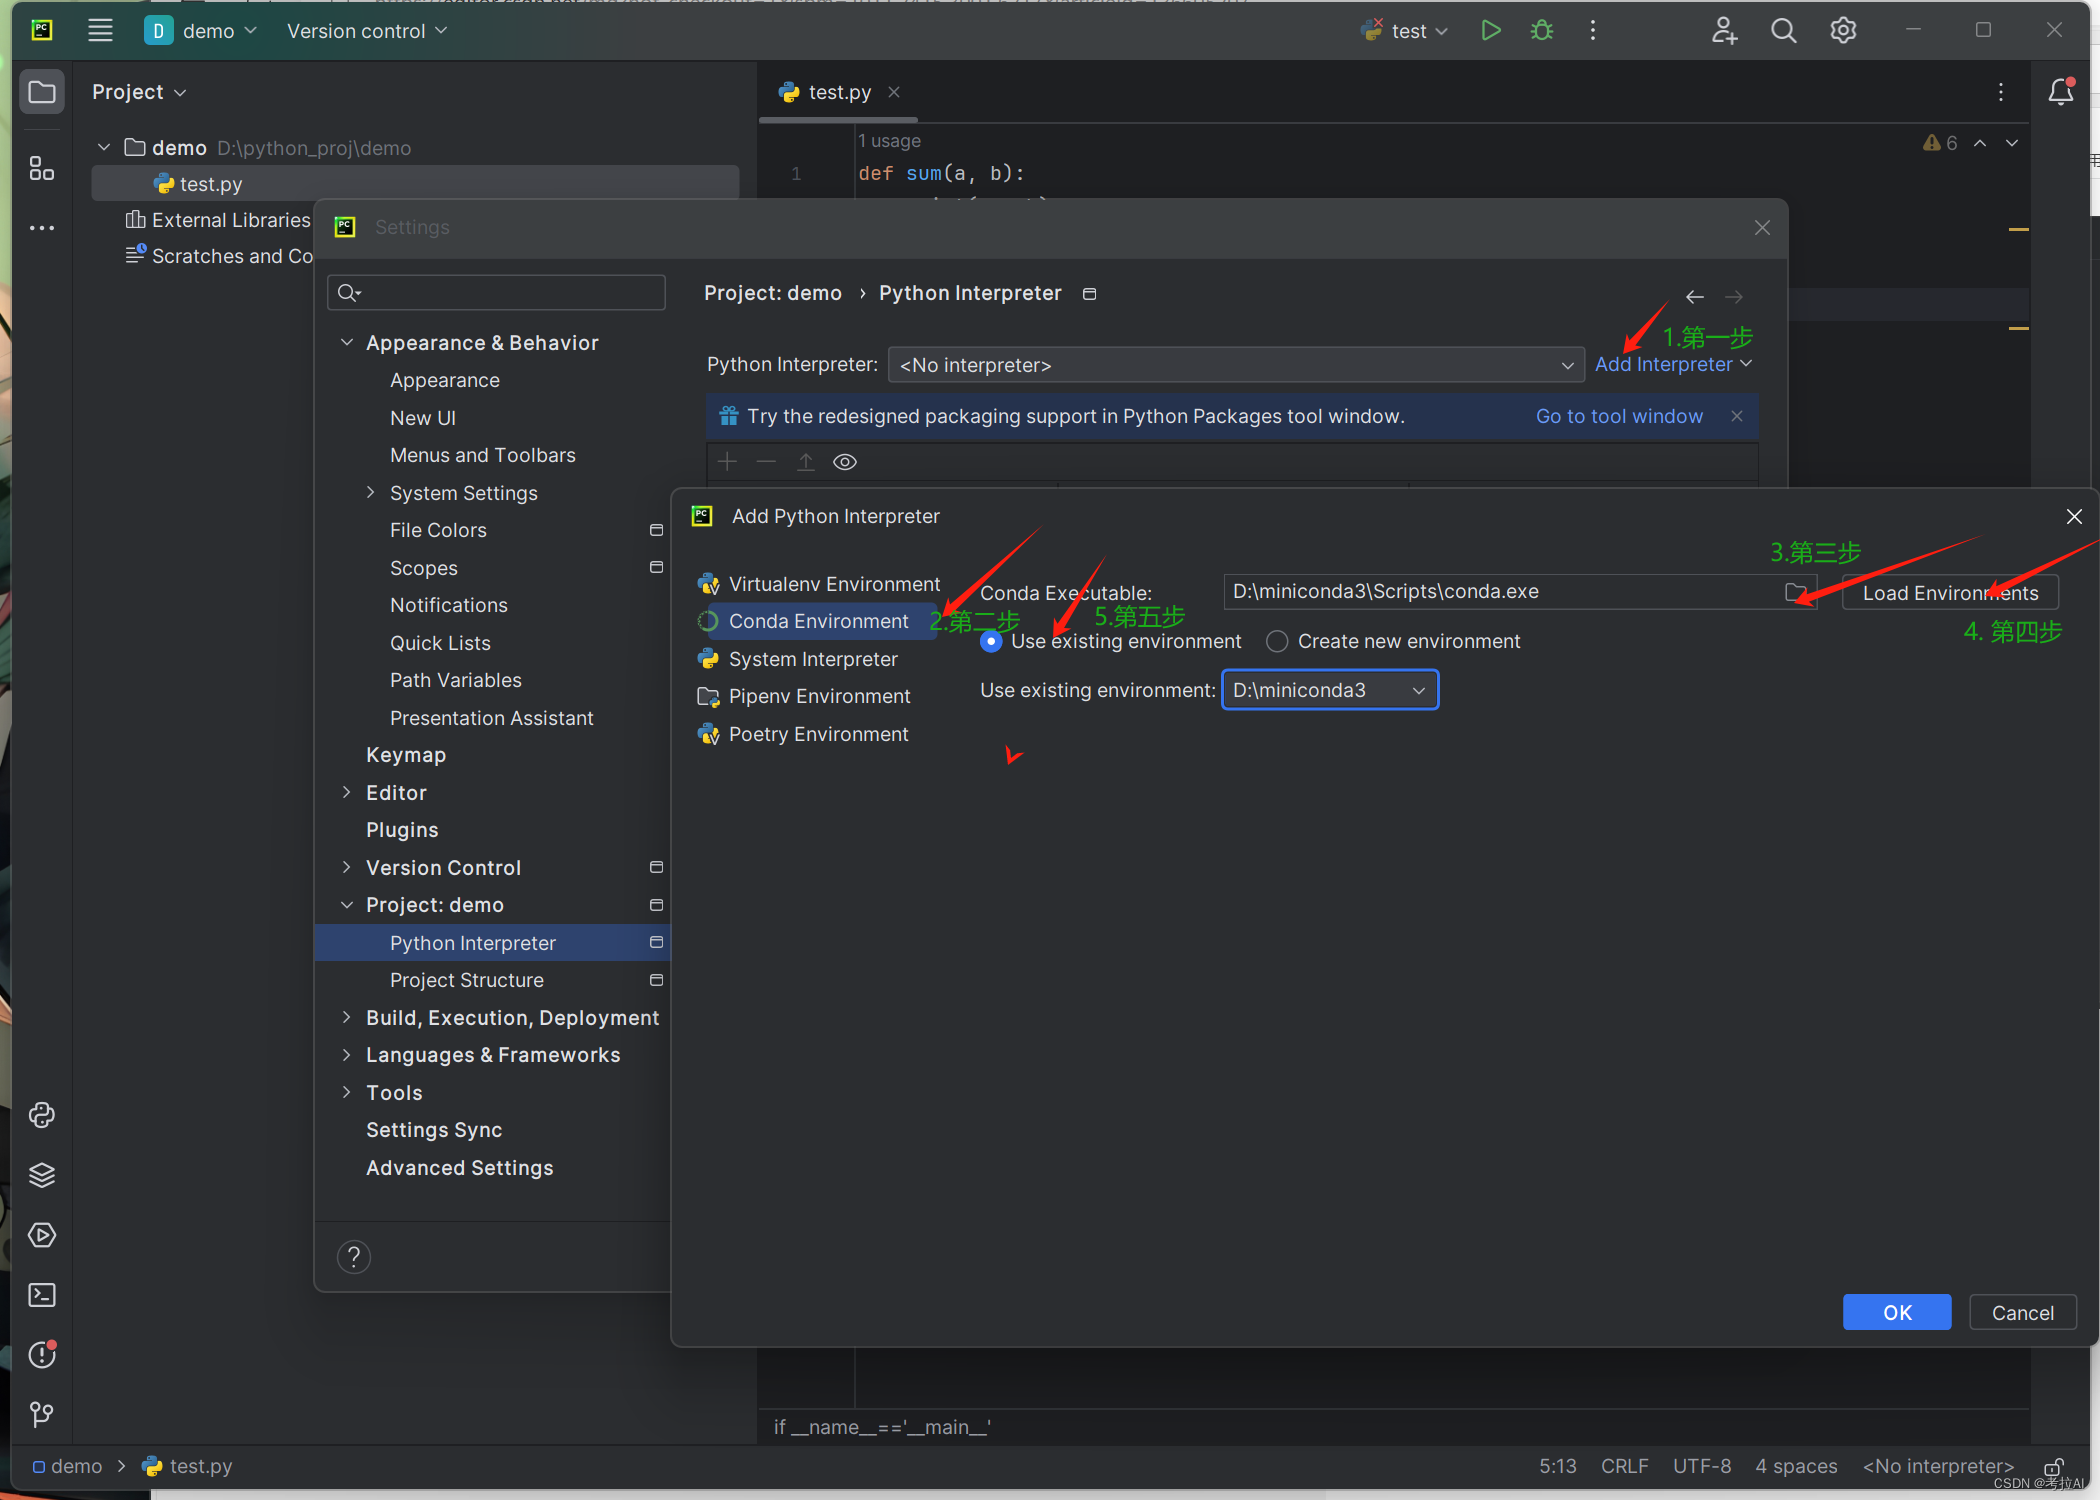 D demo
Version control
test
Project
test.py
demo D:\python_proj\demo
test.py
External Libraries
Scratches and Co
1 usage
6
1
def sum(a, b):
Settings
Project: demo › Python Interpreter
Appearance & Behavior
Appearance
New UI
Menus and Toolbars
System Settings
File Colors
Scopes
Notifications
Quick Lists
Path Variables
Presentation Assistant
Keymap
Editor
Plugins
Version Control
Project: demo
Python Interpreter
Project Structure
Build, Execution, Deployment
Languages & Frameworks
Tools
Settings Sync
Advanced Settings
?
1.第一步
Python Interpreter: <No interpreter> Add Interpreter
Try the redesigned packaging support in Python Packages tool window. Go to tool window
Add Python Interpreter
3.第三步
Virtualenv Environment
Conda Environment
System Interpreter
Pipenv Environment
Poetry Environment
2.第二步
Conda Executable: D:\miniconda3\Scripts\conda.exe Load Environments
5.第五步
4. 第四步
Use existing environment Create new environment
Use existing environment: D:\miniconda3
OK Cancel
if __name__=='__main__'
demo > test.py
5:13 CRLF UTF-8 4 spaces <No interpreter>
CSDN @考拉AI